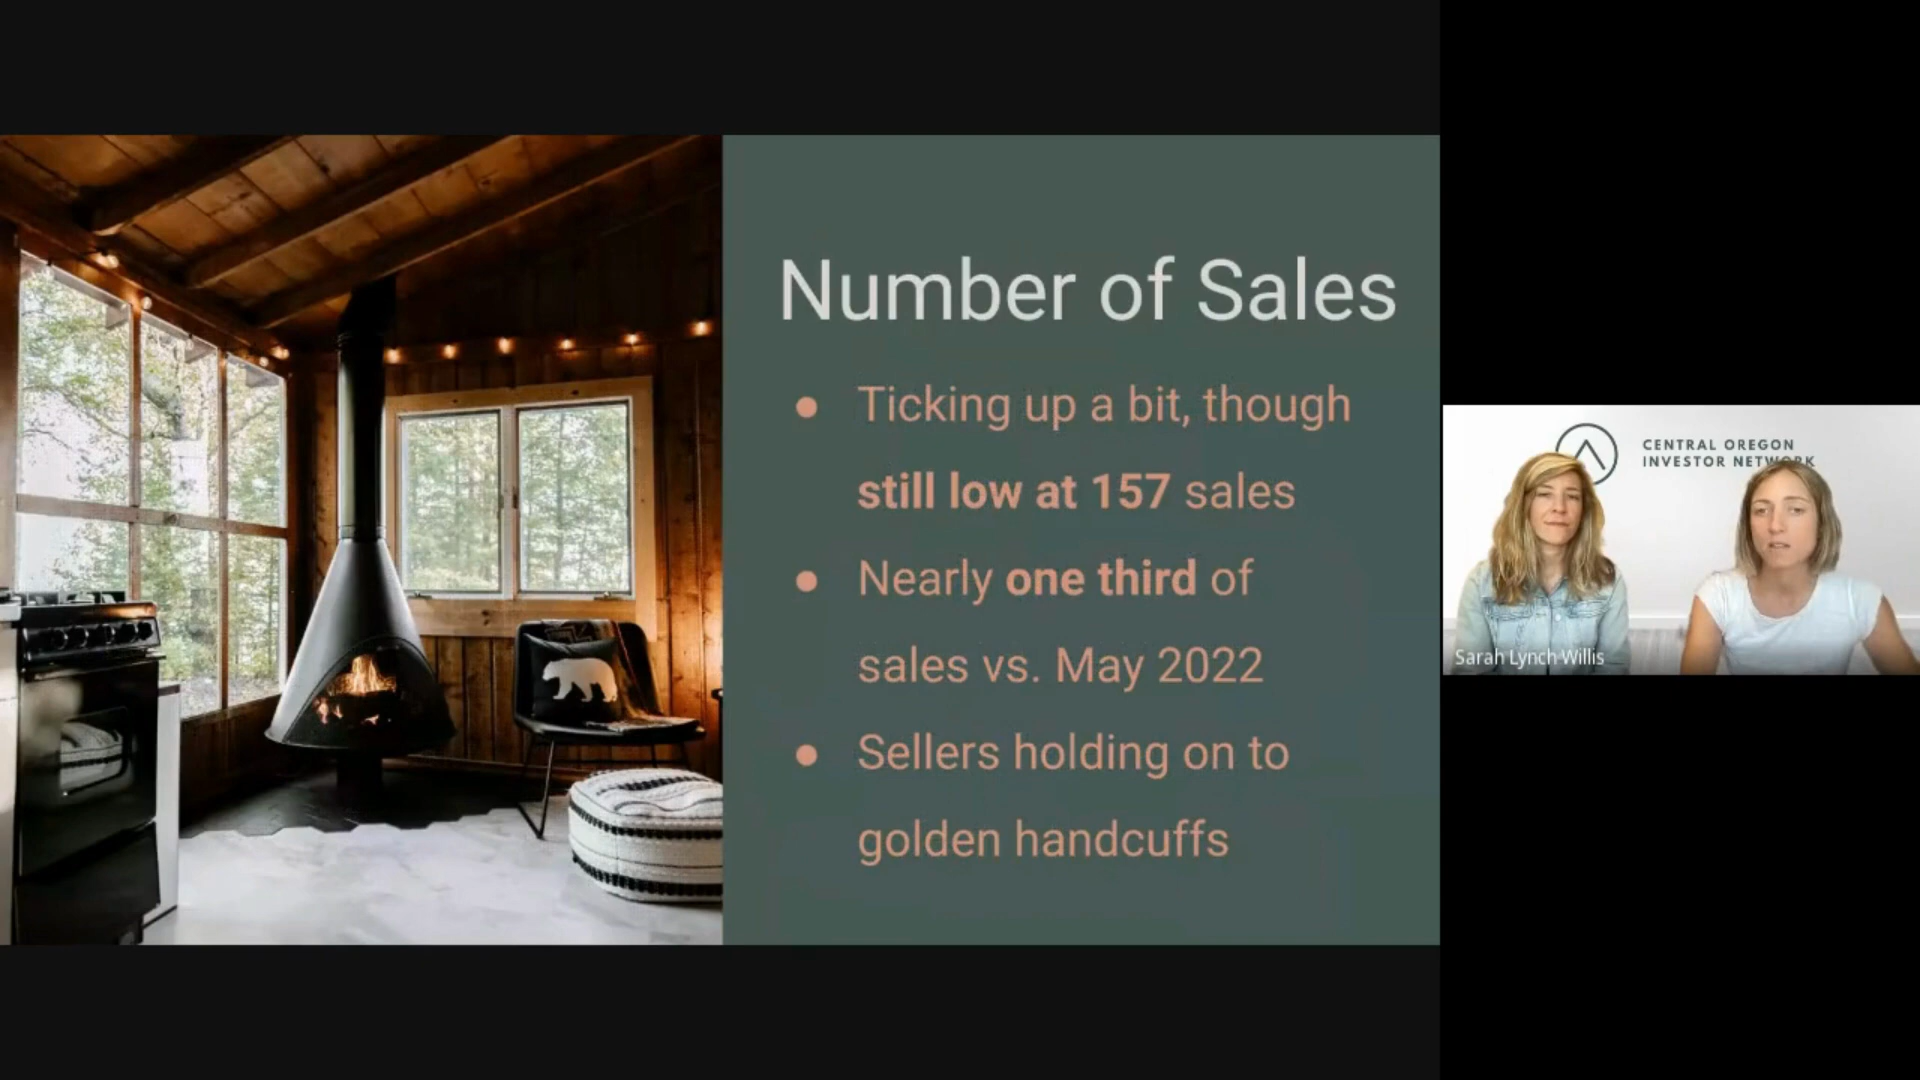 Number of Sales
● Ticking up a bit, though
still low at 157 sales
● Nearly one third of
sales vs. May 2022
● Sellers holding on to
golden handcuffs
CENTRAL OREGON
INVESTOR NETWORK
Sarah Lynch Willis